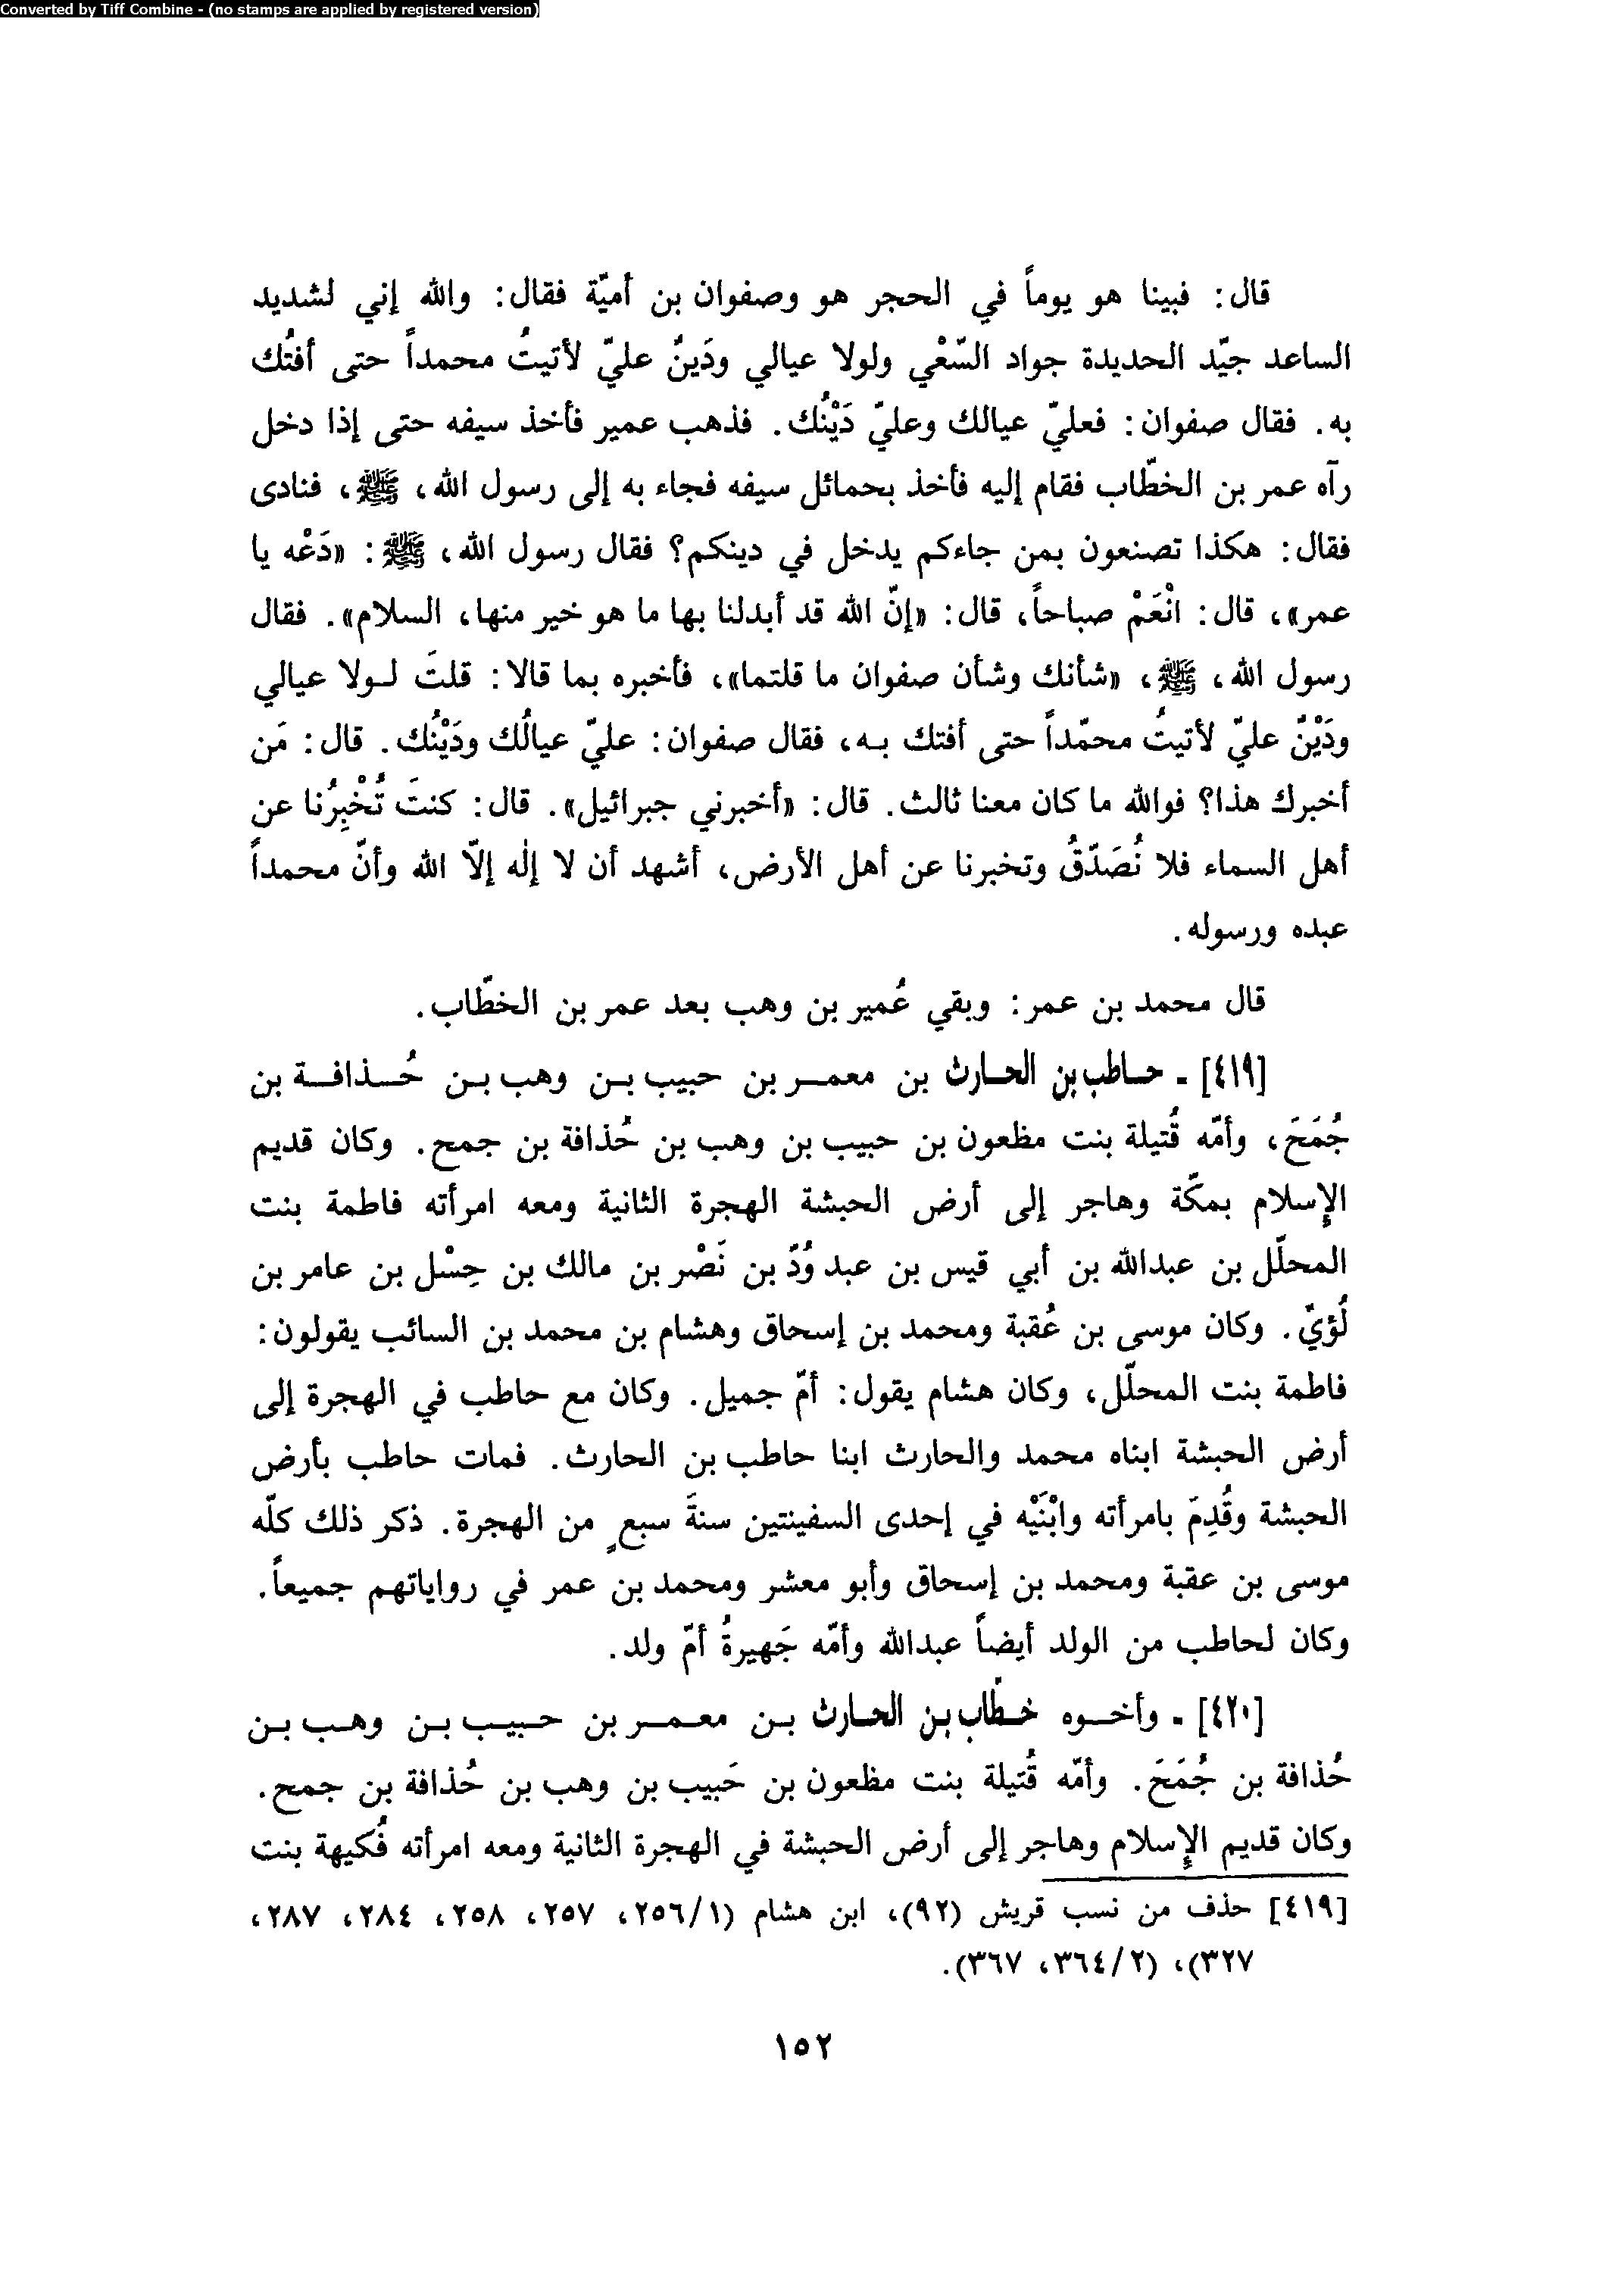 Converted by Tiff Combine - (no stamps are applied by registered version)
قال: فبينا هو يوماً في الحجر هو وصفوان بن أميّة فقال: والله إني لشديد
الساعد جيّد الحديدة جواد السّعْي ولولا عيالي ودَينٌ عليّ لأتيتُ محمداً حتى أفتُك
به. فقال صفوان: فعليّ عيالك وعليّ دَيْنُك. فذهب عمير فأخذ سيفه حتى إذا دخل
رآه عمر بن الخطّاب فقام إليه فأخذ بحمائل سيفه فجاء به إلى رسول الله، ﷺ، فنادى
فقال: هكذا تصنعون بمن جاءكم يدخل في دينكم؟ فقال رسول الله، ﷺ: «دَعْه يا
عمر»، قال: انْعَمْ صباحاً، قال: «إنّ الله قد أبدلنا بها ما هو خير منها، السلام». فقال
رسول الله، ﷺ، «شأنك وشأن صفوان ما قلتما»، فأخبره بما قالا: قلتَ لولا عيالي
ودَيْنٌ عليّ لأتيتُ محمّداً حتى أفتك به، فقال صفوان: عليّ عيالُك ودَيْنُك. قال: مَن
أخبرك هذا؟ فوالله ما كان معنا ثالث. قال: «أخبرني جبرائيل». قال: كنتَ تُخْبِرُنا عن
أهل السماء فلا نُصَدّقُ وتخبرنا عن أهل الأرض، أشهد أن لا إله إلّا الله وأنّ محمداً
عبده ورسوله.
قال محمد بن عمر: وبقي عُمير بن وهب بعد عمر بن الخطّاب.
[٤١٩] ـ حاطب بن الحارث بن معمر بن حبيب بن وهب بن حُذافة بن
جُمَحَ، وأمّه قُتيلة بنت مظعون بن حبيب بن وهب بن حُذافة بن جمح. وكان قديم
الإسلام بمكّة وهاجر إلى أرض الحبشة الهجرة الثانية ومعه امرأته فاطمة بنت
المحلّل بن عبدالله بن أبي قيس بن عبد وُدّ بن نَصْر بن مالك بن حِسْل بن عامر بن
لُؤيّ. وكان موسى بن عُقبة ومحمد بن إسحاق وهشام بن محمد بن السائب يقولون:
فاطمة بنت المحلّل، وكان هشام يقول: أمّ جميل. وكان مع حاطب في الهجرة إلى
أرض الحبشة ابناه محمد والحارث ابنا حاطب بن الحارث. فمات حاطب بأرض
الحبشة وقُدِمَ بامرأته وابْنَيْه في إحدى السفينتين سنةَ سبعٍ من الهجرة. ذكر ذلك كلّه
موسى بن عقبة ومحمد بن إسحاق وأبو معشر ومحمد بن عمر في رواياتهم جميعاً.
وكان لحاطب من الولد أيضاً عبدالله وأمّه جَهيرةُ أمّ ولد.
[٤٢٠] ـ وأخوه خطّاب بن الحارث بن معمر بن حبيب بن وهب بن
حُذافة بن جُمَحَ. وأمّه قُتيلة بنت مظعون بن حَبيب بن وهب بن حُذافة بن جمح.
وكان قديم الإسلام وهاجر إلى أرض الحبشة في الهجرة الثانية ومعه امرأته فُكيهة بنت
[٤١٩] حذف من نسب قريش (٩٢)، ابن هشام (١/٢٥٦، ٢٥٧، ٢٥٨، ٢٨٤، ٢٨٧،
٣٢٧)، (٢/٣٦٤، ٣٦٧).
١٥٢